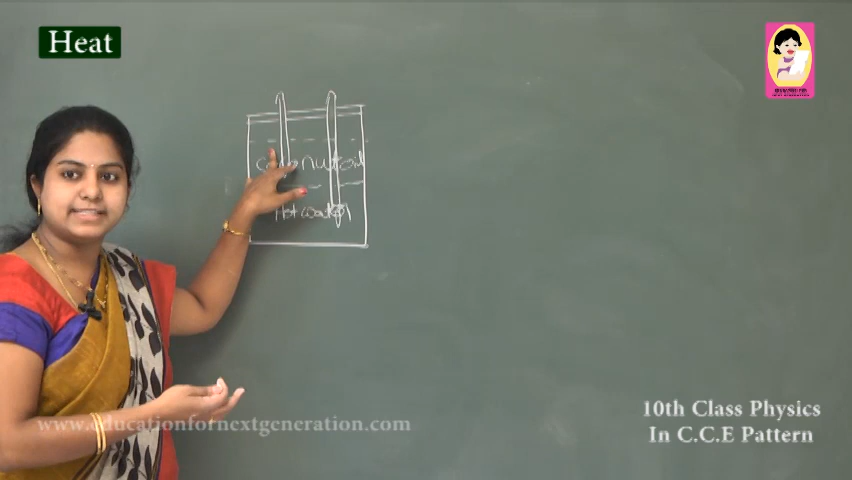 Heat
Hot water
www.educationfornextgeneration.com
10th Class Physics
In C.C.E Pattern